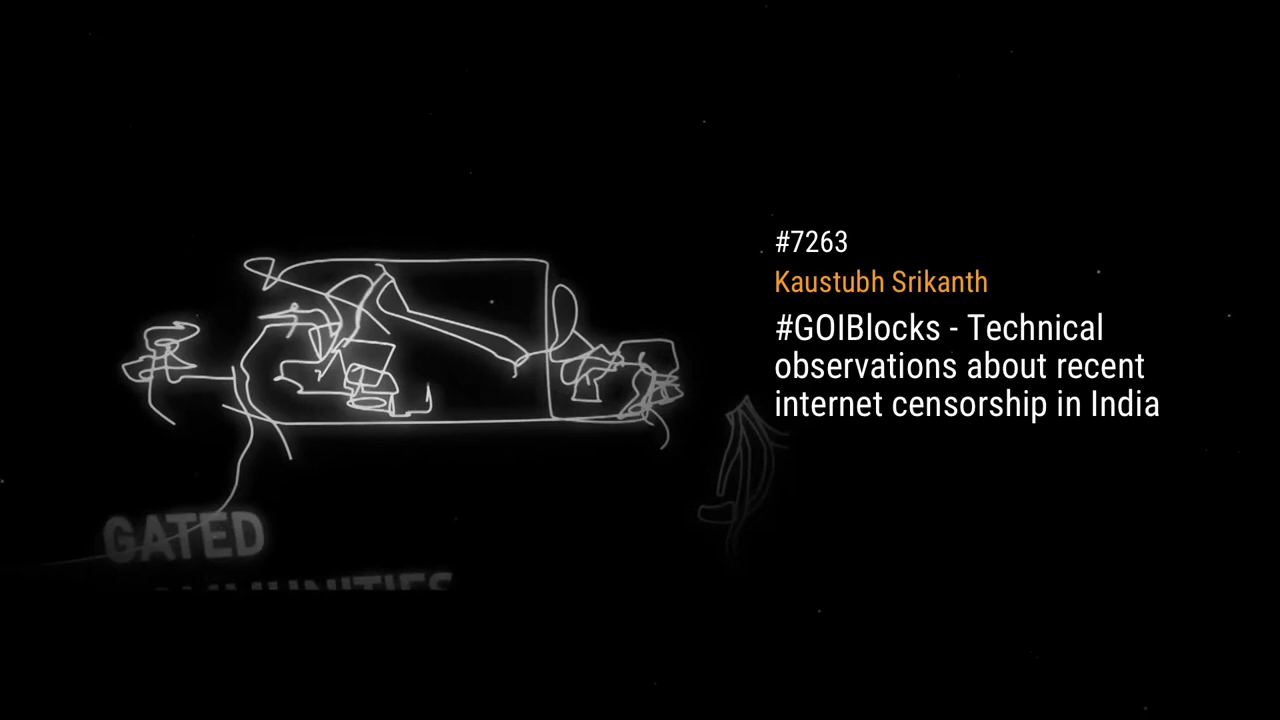 #7263
Kaustubh Srikanth
#GOIBlocks - Technical
observations about recent
internet censorship in India
GATED